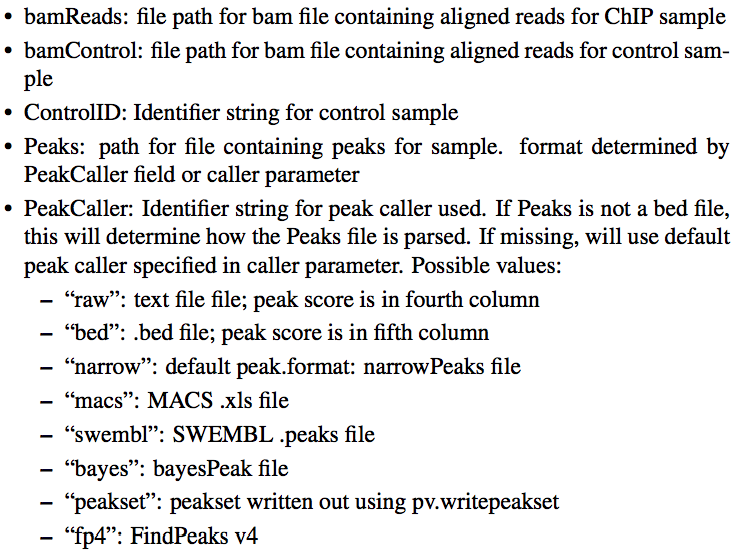 • bamReads: file path for bam file containing aligned reads for ChIP sample
• bamControl: file path for bam file containing aligned reads for control sam-
ple
• ControlID: Identifier string for control sample
• Peaks: path for file containing peaks for sample. format determined by
PeakCaller field or caller parameter
• PeakCaller: Identifier string for peak caller used. If Peaks is not a bed file,
this will determine how the Peaks file is parsed. If missing, will use default
peak caller specified in caller parameter. Possible values:
– “raw”: text file file; peak score is in fourth column
– “bed”: .bed file; peak score is in fifth column
– “narrow”: default peak.format: narrowPeaks file
– “macs”: MACS .xls file
– “swembl”: SWEMBL .peaks file
– “bayes”: bayesPeak file
– “peakset”: peakset written out using pv.writepeakset
– “fp4”: FindPeaks v4